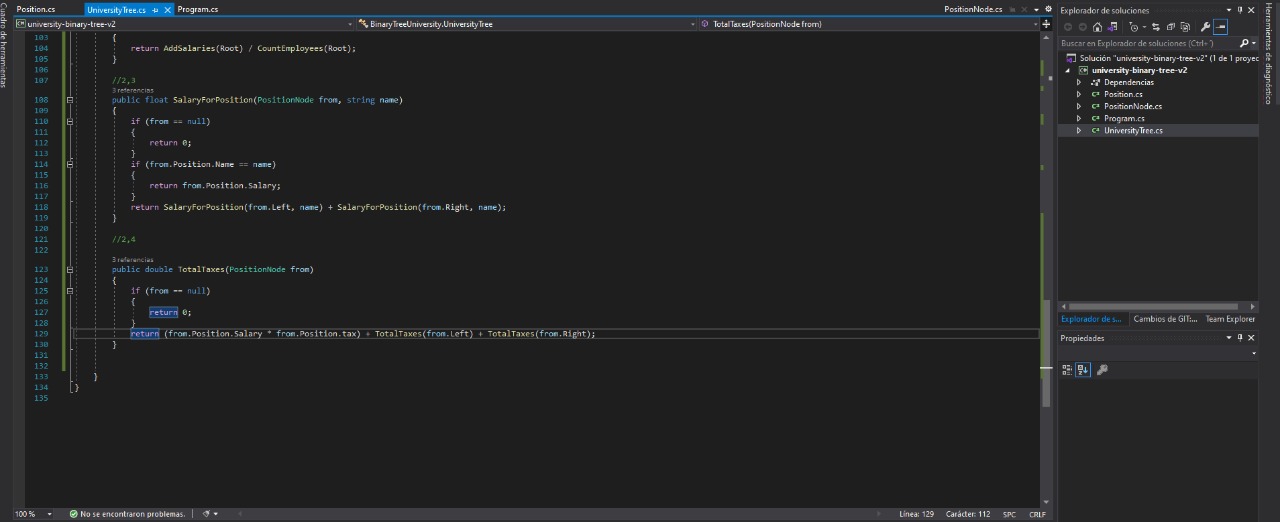 Position.cs
UniversityTree.cs
Program.cs
PositionNode.cs
Cuadro de herramientas
university-binary-tree-v2
BinaryTreeUniversity.UniversityTree
TotalTaxes(PositionNode from)
103 {
104 return AddSalaries(Root) / CountEmployees(Root);
105 }
106
107 //2,3
3 referencias
108 public float SalaryForPosition(PositionNode from, string name)
109 {
110 if (from == null)
111 {
112 return 0;
113 }
114 if (from.Position.Name == name)
115 {
116 return from.Position.Salary;
117 }
118 return SalaryForPosition(from.Left, name) + SalaryForPosition(from.Right, name);
119 }
120
121 //2,4
122
3 referencias
123 public double TotalTaxes(PositionNode from)
124 {
125 if (from == null)
126 {
127 return 0;
128 }
129 return (from.Position.Salary * from.Position.tax) + TotalTaxes(from.Left) + TotalTaxes(from.Right);
130 }
131
132
133 }
134 }
135
100 %
No se encontraron problemas.
Línea: 129
Carácter: 112
SPC
CRLF
Explorador de soluciones
Buscar en Explorador de soluciones (Ctrl+')
Solución "university-binary-tree-v2" (1 de 1 proyec
university-binary-tree-v2
Dependencias
C# Position.cs
C# PositionNode.cs
C# Program.cs
C# UniversityTree.cs
Explorador de s...
Cambios de GIT:...
Team Explorer
Propiedades
Herramientas de diagnóstico